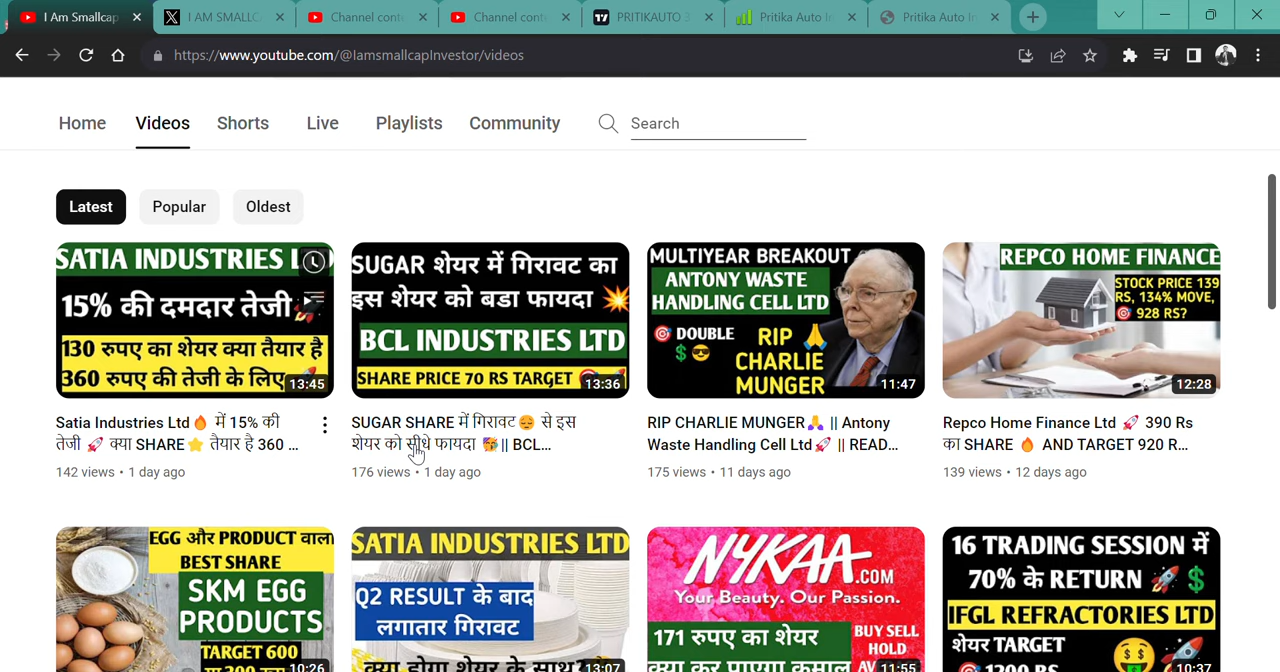 I Am Smallcap
I AM SMALLC
Channel cont
Channel cont
PRITIKAUTO 3
Pritika Auto In
Pritika Auto In
https://www.youtube.com/@IamsmallcapInvestor/videos
Home
Videos
Shorts
Live
Playlists
Community
Search
Latest
Popular
Oldest
SATIA INDUSTRIES L
15% की दमदार तेजी🚀
130 रुपए का शेयर क्या तैयार है
360 रुपए की तेजी के लिए
13:45
SUGAR शेयर में गिरावट का
इस शेयर को बडा फायदा 💥
BCL INDUSTRIES LTD
SHARE PRICE 70 RS TARGET 🎯
13:36
MULTIYEAR BREAKOUT
ANTONY WASTE
HANDLING CELL LTD
🎯 DOUBLE
💲😎
RIP 🙏
CHARLIE
MUNGER
11:47
REPCO HOME FINANCE
STOCK PRICE 139
RS, 134% MOVE,
🎯 928 RS?
12:28
Satia Industries Ltd🔥 में 15% की
तेजी 🚀 क्या SHARE⭐ तैयार है 360 ...
142 views • 1 day ago
SUGAR SHARE में गिरावट😔 से इस
शेयर को सीधे फायदा 🥳|| BCL...
176 views • 1 day ago
RIP CHARLIE MUNGER🙏 || Antony
Waste Handling Cell Ltd🚀 || READ...
175 views • 11 days ago
Repco Home Finance Ltd 🚀 390 Rs
का SHARE 🔥 AND TARGET 920 R...
139 views • 12 days ago
EGG और PRODUCT वाला
BEST SHARE
SKM EGG
PRODUCTS
TARGET 600
10:26
SATIA INDUSTRIES LTD
Q2 RESULT के बाद
लगातार गिरावट
क्या होगा शेयर के साथ
13:07
NYKAA.COM
Your Beauty. Our Passion.
171 रुपए का शेयर
क्या कर पाएगा कमाल
BUY SELL
HOLD
11:55
16 TRADING SESSION में
70% के RETURN 🚀💲
IFGL REFRACTORIES LTD
शेयर TARGET
🎯 1200 RS
10:37